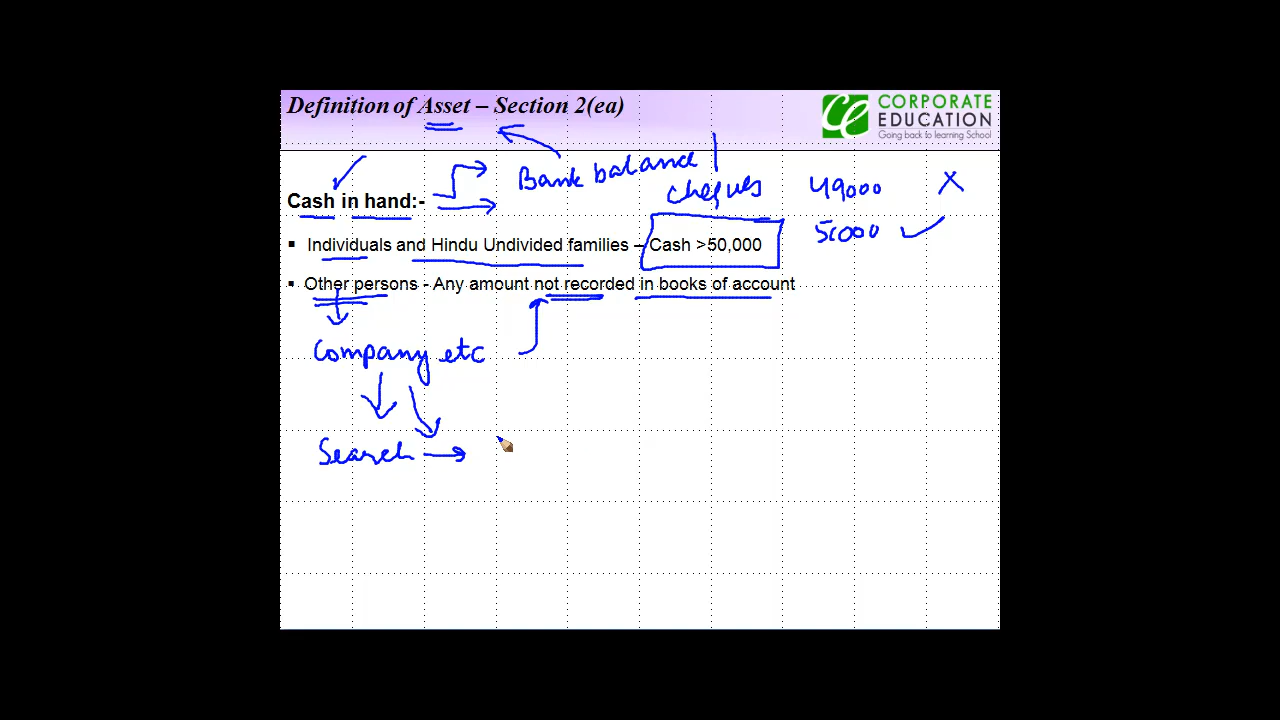 Definition of Asset – Section 2(ea)
CORPORATE
EDUCATION
Going back to learning School
Bank balance
cheques
49000 X
Cash in hand:-
51000 ✓
▪ Individuals and Hindu Undivided families – Cash >50,000
▪ Other persons - Any amount not recorded in books of account
Company etc
Search →